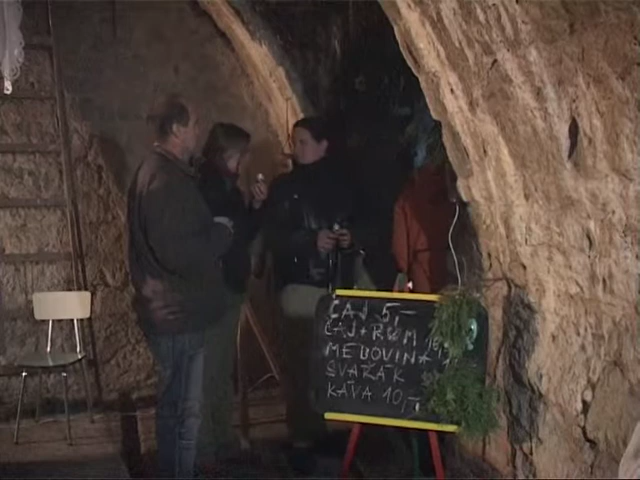 ČAJ 5,-
ČAJ+RUM
MEDOVINA
SVAŘÁK
KÁVA 10,-